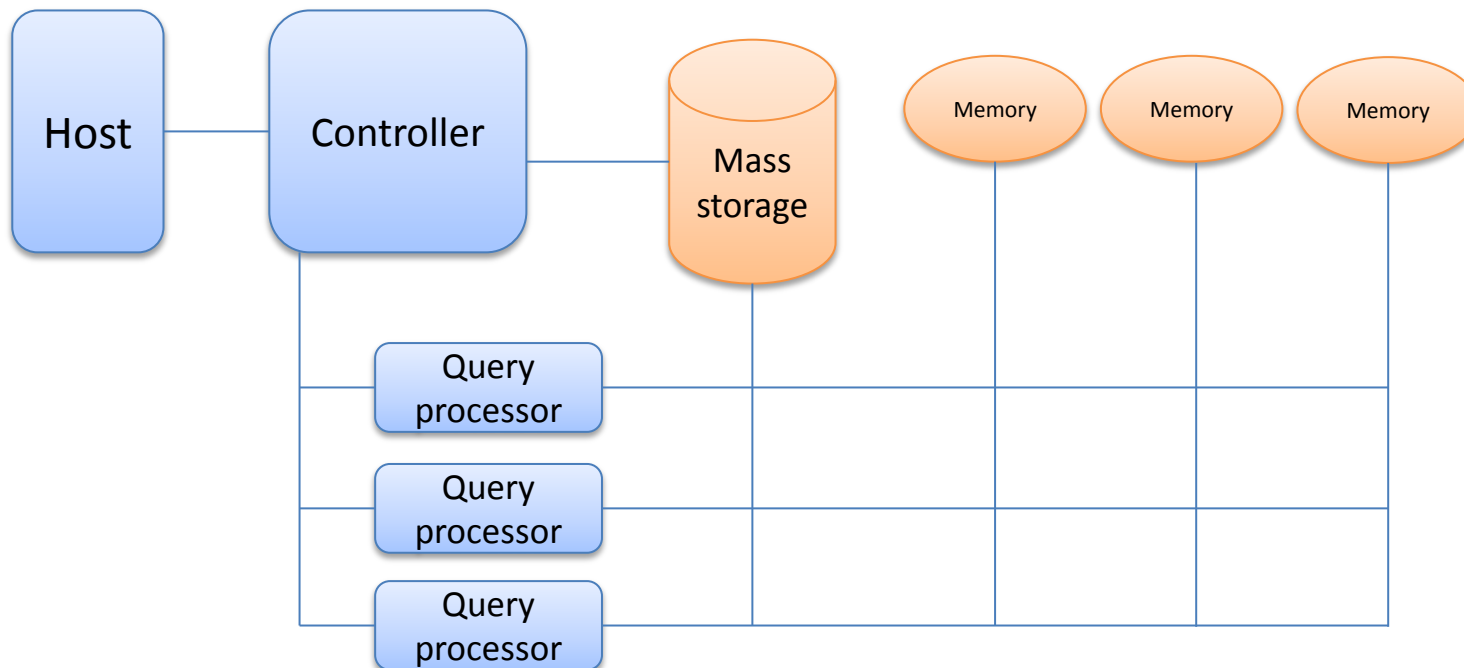 Host
Controller
Mass
storage
Memory
Memory
Memory
Query
processor
Query
processor
Query
processor